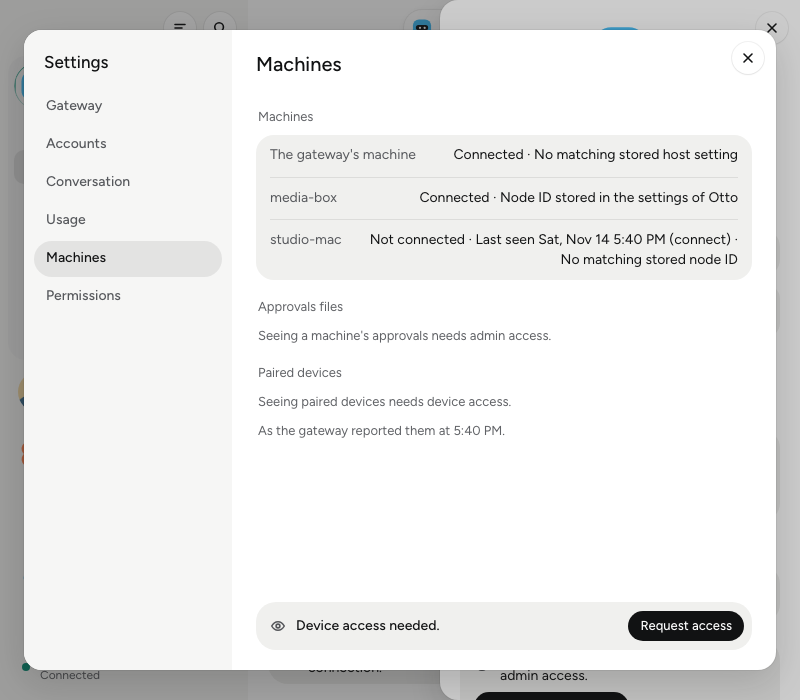 Settings
Gateway
Accounts
Conversation
Usage
Machines
Permissions
Machines
Machines
The gateway's machine Connected · No matching stored host setting
media-box Connected · Node ID stored in the settings of Otto
studio-mac Not connected · Last seen Sat, Nov 14 5:40 PM (connect) ·
No matching stored node ID
Approvals files
Seeing a machine's approvals needs admin access.
Paired devices
Seeing paired devices needs device access.
As the gateway reported them at 5:40 PM.
Device access needed. Request access
Connected
connection.
admin access.